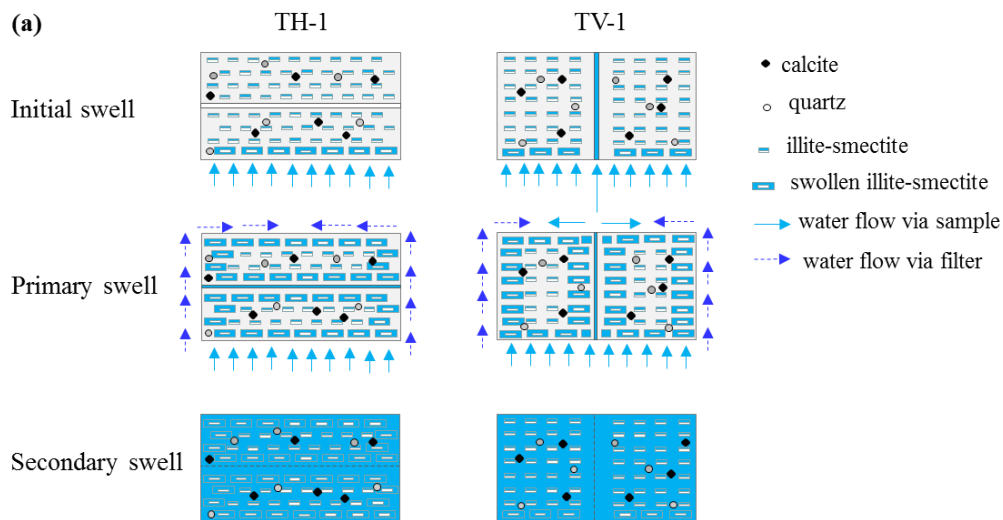 (a)
TH-1
TV-1
Initial swell
calcite
quartz
illite-smectite
swollen illite-smectite
water flow via sample
water flow via filter
Primary swell
Secondary swell